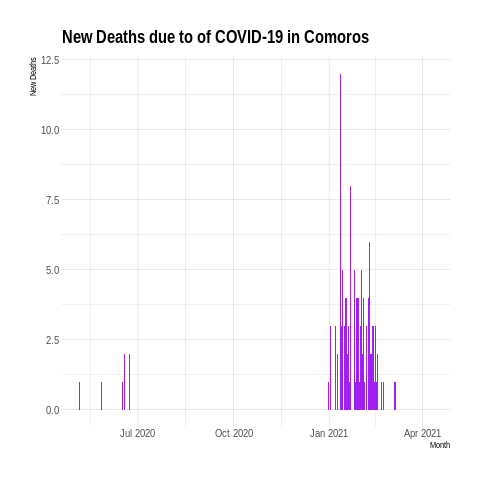 New Deaths due to of COVID-19 in Comoros
New Deaths
12.5
10.0
7.5
5.0
2.5
0.0
Jul 2020
Oct 2020
Jan 2021
Apr 2021
Month